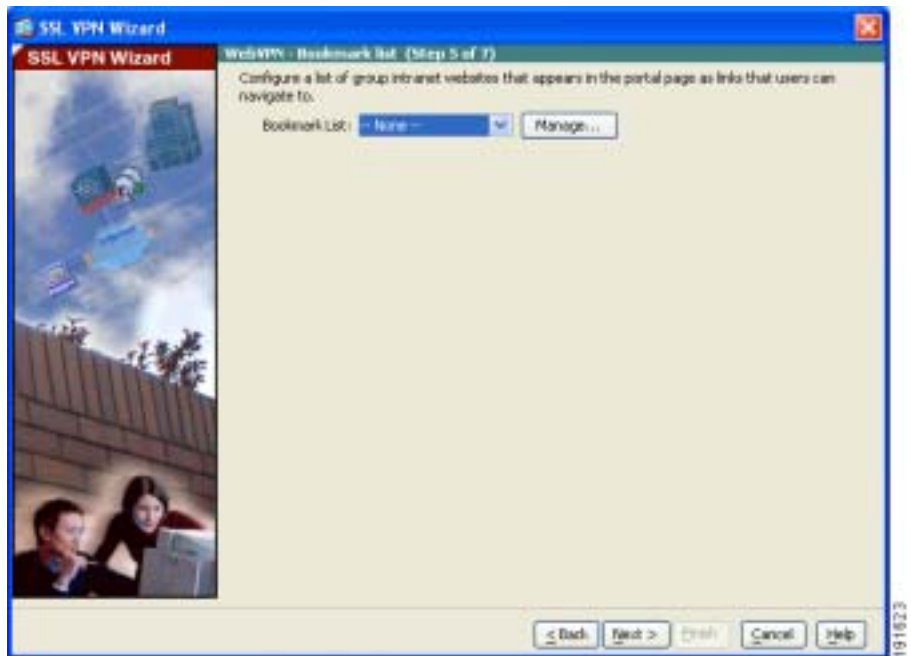 SSL VPN Wizard
SSL VPN Wizard
WebVPN - Bookmark list (Step 5 of 7)
Configure a list of group intranet websites that appears in the portal page as links that users can
navigate to.
Bookmark List: -- None --
Manage...
< Back
Next >
Finish
Cancel
Help
191623